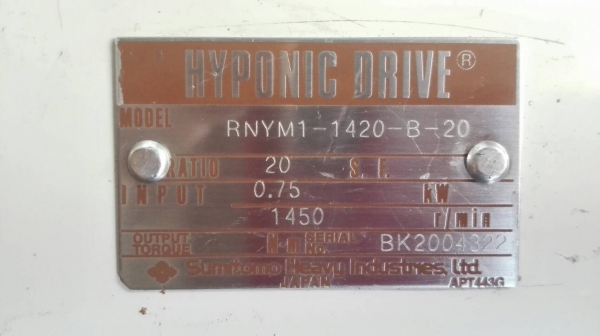 HYPONIC DRIVE®
MODEL
RNYM1-1420-B-20
RATIO 20 S.F.
INPUT 0.75 kW
1450 r/min
OUTPUT TORQUE N·m SERIAL No. BK2004322
Sumitomo Heavy Industries, Ltd.
JAPAN APT443G